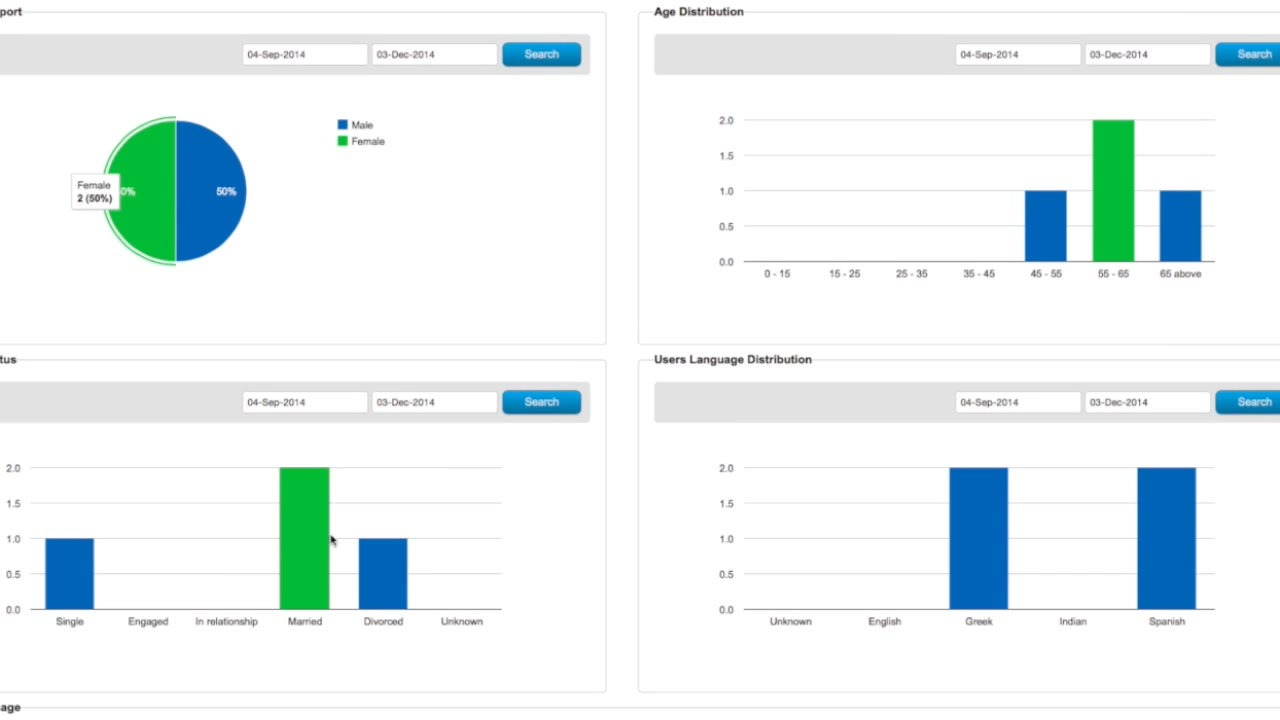 port
04-Sep-2014 03-Dec-2014 Search
Male
Female
Female
2 (50%)
0%
50%
Age Distribution
04-Sep-2014 03-Dec-2014 Search
2.0
1.5
1.0
0.5
0.0
0 - 15 15 - 25 25 - 35 35 - 45 45 - 55 55 - 65 65 above
tus
04-Sep-2014 03-Dec-2014 Search
2.0
1.5
1.0
0.5
0.0
Single Engaged In relationship Married Divorced Unknown
Users Language Distribution
04-Sep-2014 03-Dec-2014 Search
2.0
1.5
1.0
0.5
0.0
Unknown English Greek Indian Spanish
age